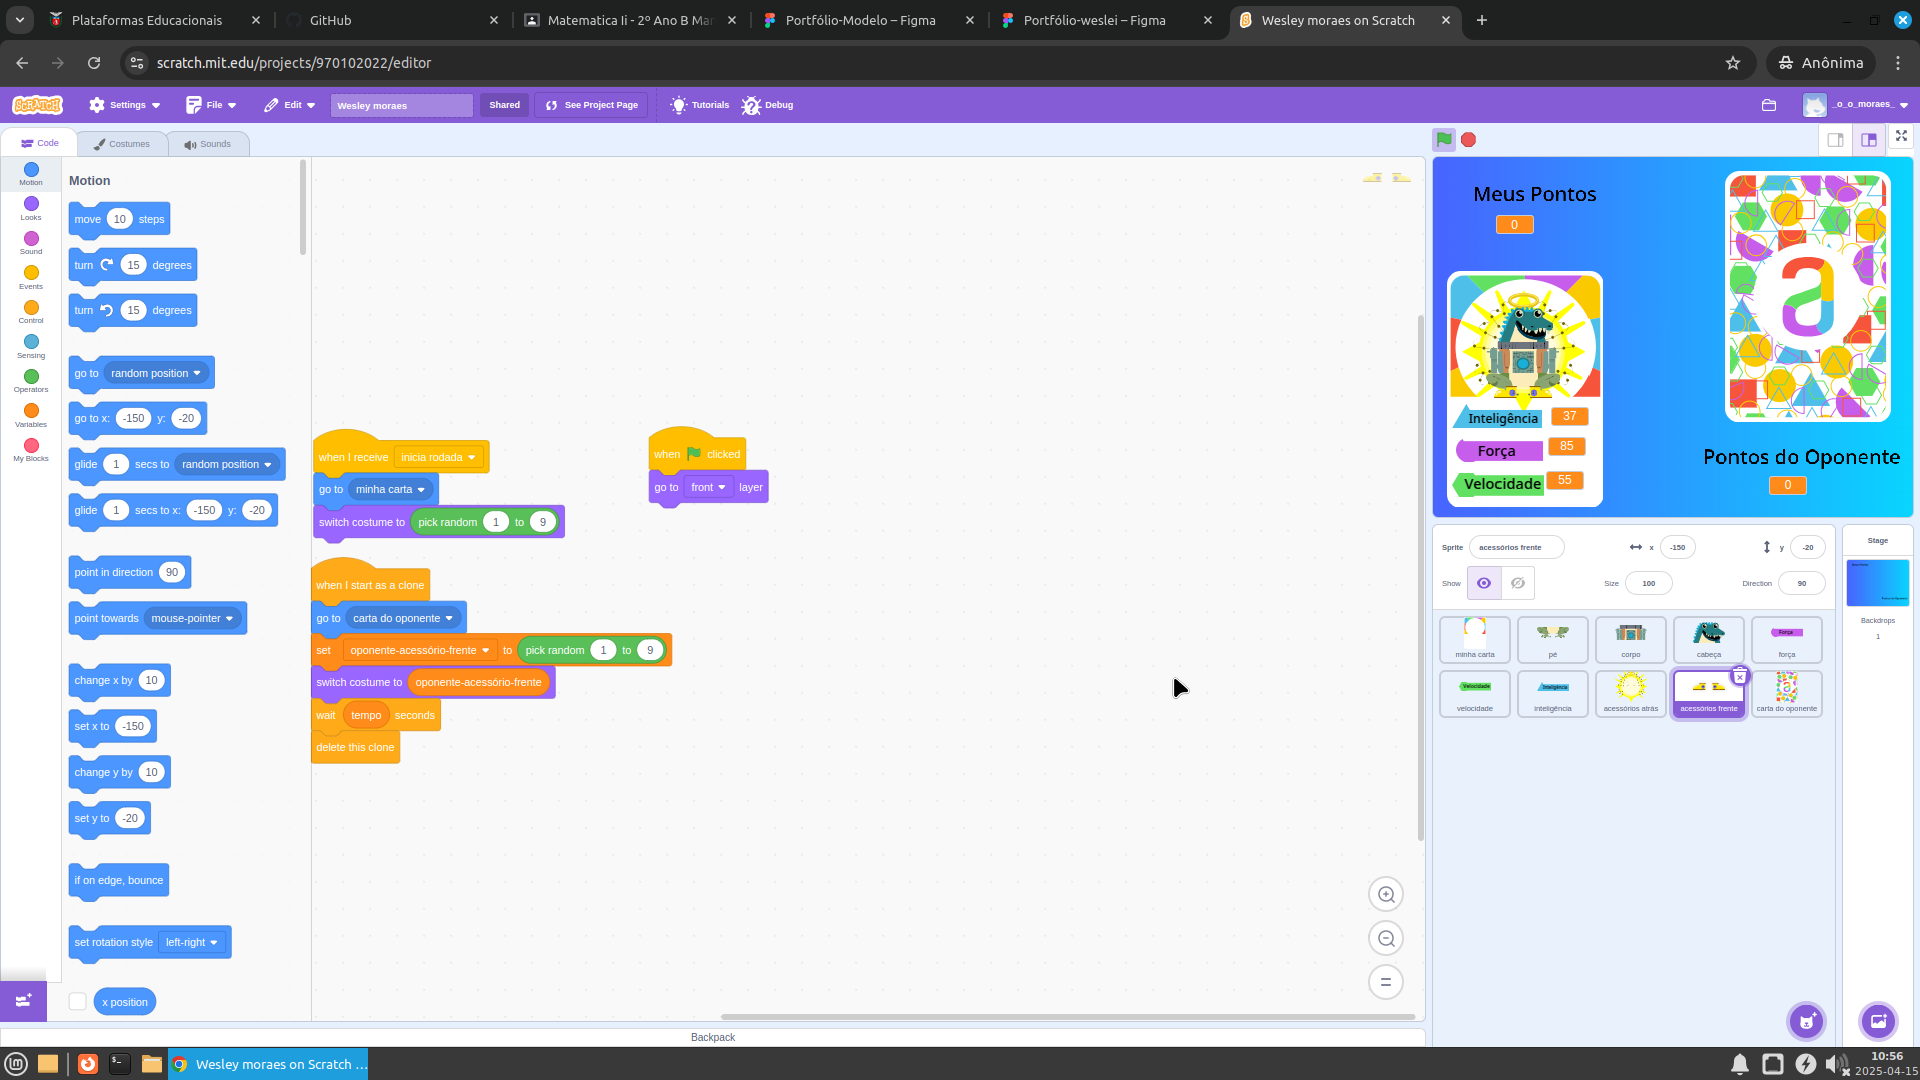 Plataformas Educacionais
GitHub
Matematica Ii - 2º Ano B Mar
Portfólio-Modelo – Figma
Portfólio-weslei – Figma
Wesley moraes on Scratch
scratch.mit.edu/projects/970102022/editor
Anônima
SCRATCH
Settings
File
Edit
Wesley moraes
Shared
See Project Page
Tutorials
Debug
_o_o_moraes_
Code
Costumes
Sounds
Motion
Looks
Sound
Events
Control
Sensing
Operators
Variables
My Blocks
Motion
move 10 steps
turn 15 degrees
turn 15 degrees
go to random position
go to x: -150 y: -20
glide 1 secs to random position
glide 1 secs to x: -150 y: -20
point in direction 90
point towards mouse-pointer
change x by 10
set x to -150
change y by 10
set y to -20
if on edge, bounce
set rotation style left-right
x position
when I receive inicia rodada
go to minha carta
switch costume to pick random 1 to 9
when I start as a clone
go to carta do oponente
set oponente-acessório-frente to pick random 1 to 9
switch costume to oponente-acessório-frente
wait tempo seconds
delete this clone
when clicked
go to front layer
Backpack
Meus Pontos
0
a
Inteligência 37
Força 85
Velocidade 55
Pontos do Oponente
0
Sprite acessórios frente x -150 y -20
Show Size 100 Direction 90
minha carta
pé
corpo
cabeça
Força
força
Velocidade
velocidade
Inteligência
inteligência
acessórios atrás
acessórios frente
carta do oponente
Stage
Backdrops
1
Wesley moraes on Scratch ...
10:56
2025-04-15